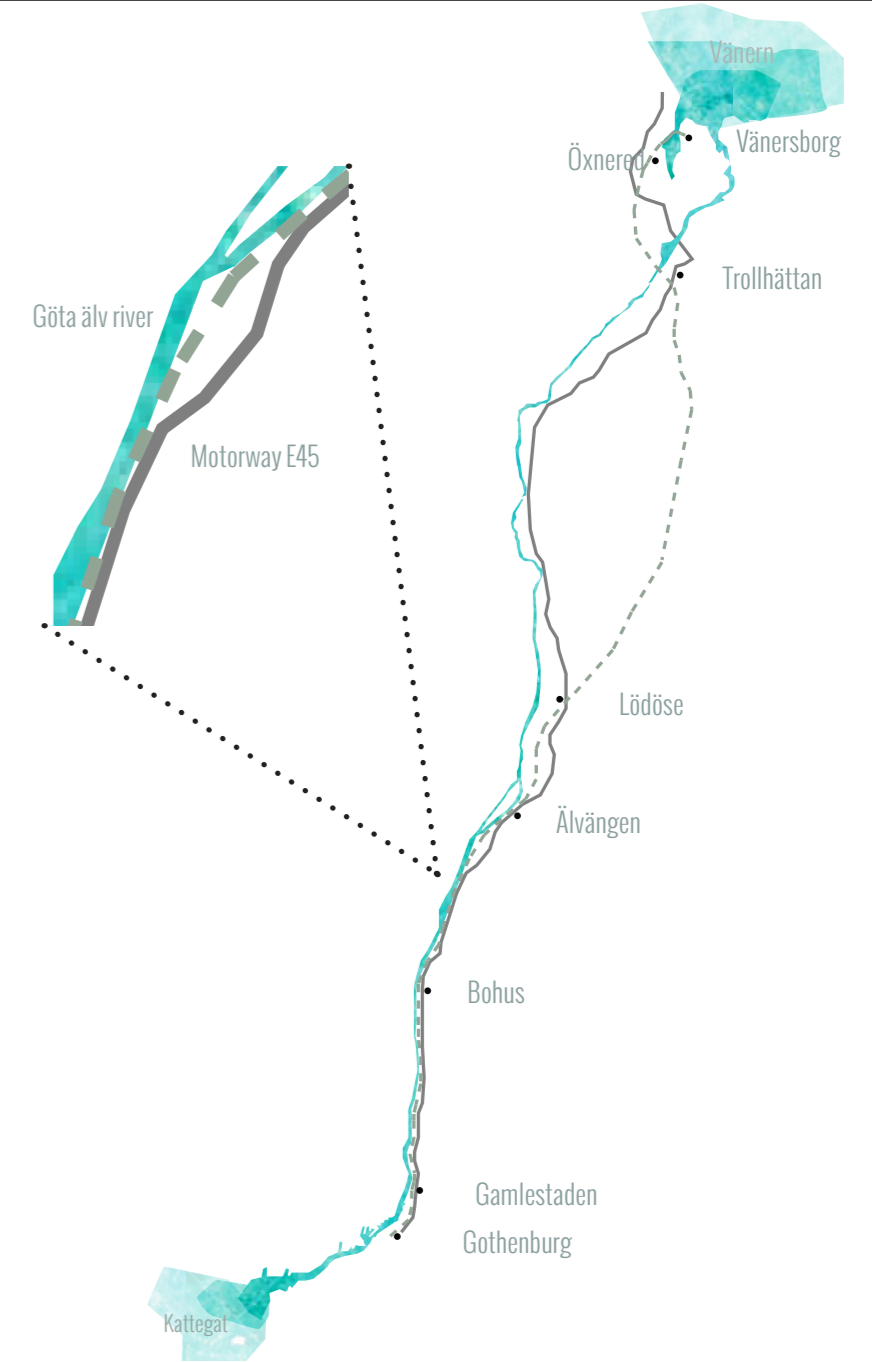 Vänern
Vänersborg
Öxnered
Trollhättan
Göta älv river
Motorway E45
Lödöse
Älvängen
Bohus
Gamlestaden
Gothenburg
Kattegat